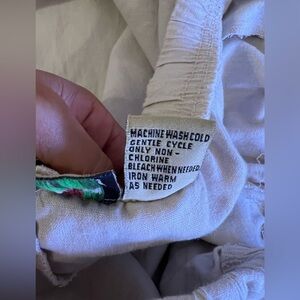 MACHINE WASH COLD
GENTLE CYCLE
ONLY NON-
CHLORINE
BLEACH WHEN NEEDED
IRON WARM
AS NEEDED